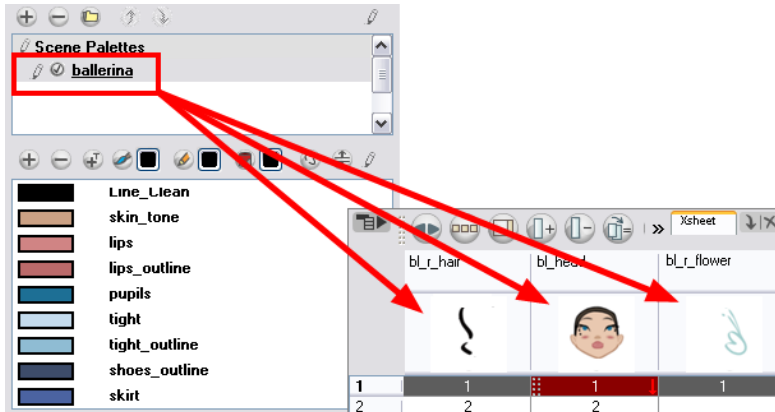 Scene Palettes
ballerina
Line_Clean
skin_tone
lips
lips_outline
pupils
tight
tight_outline
shoes_outline
skirt
Xsheet
bl_r_hair bl_head bl_r_flower
1 1 1 1
2 2 2